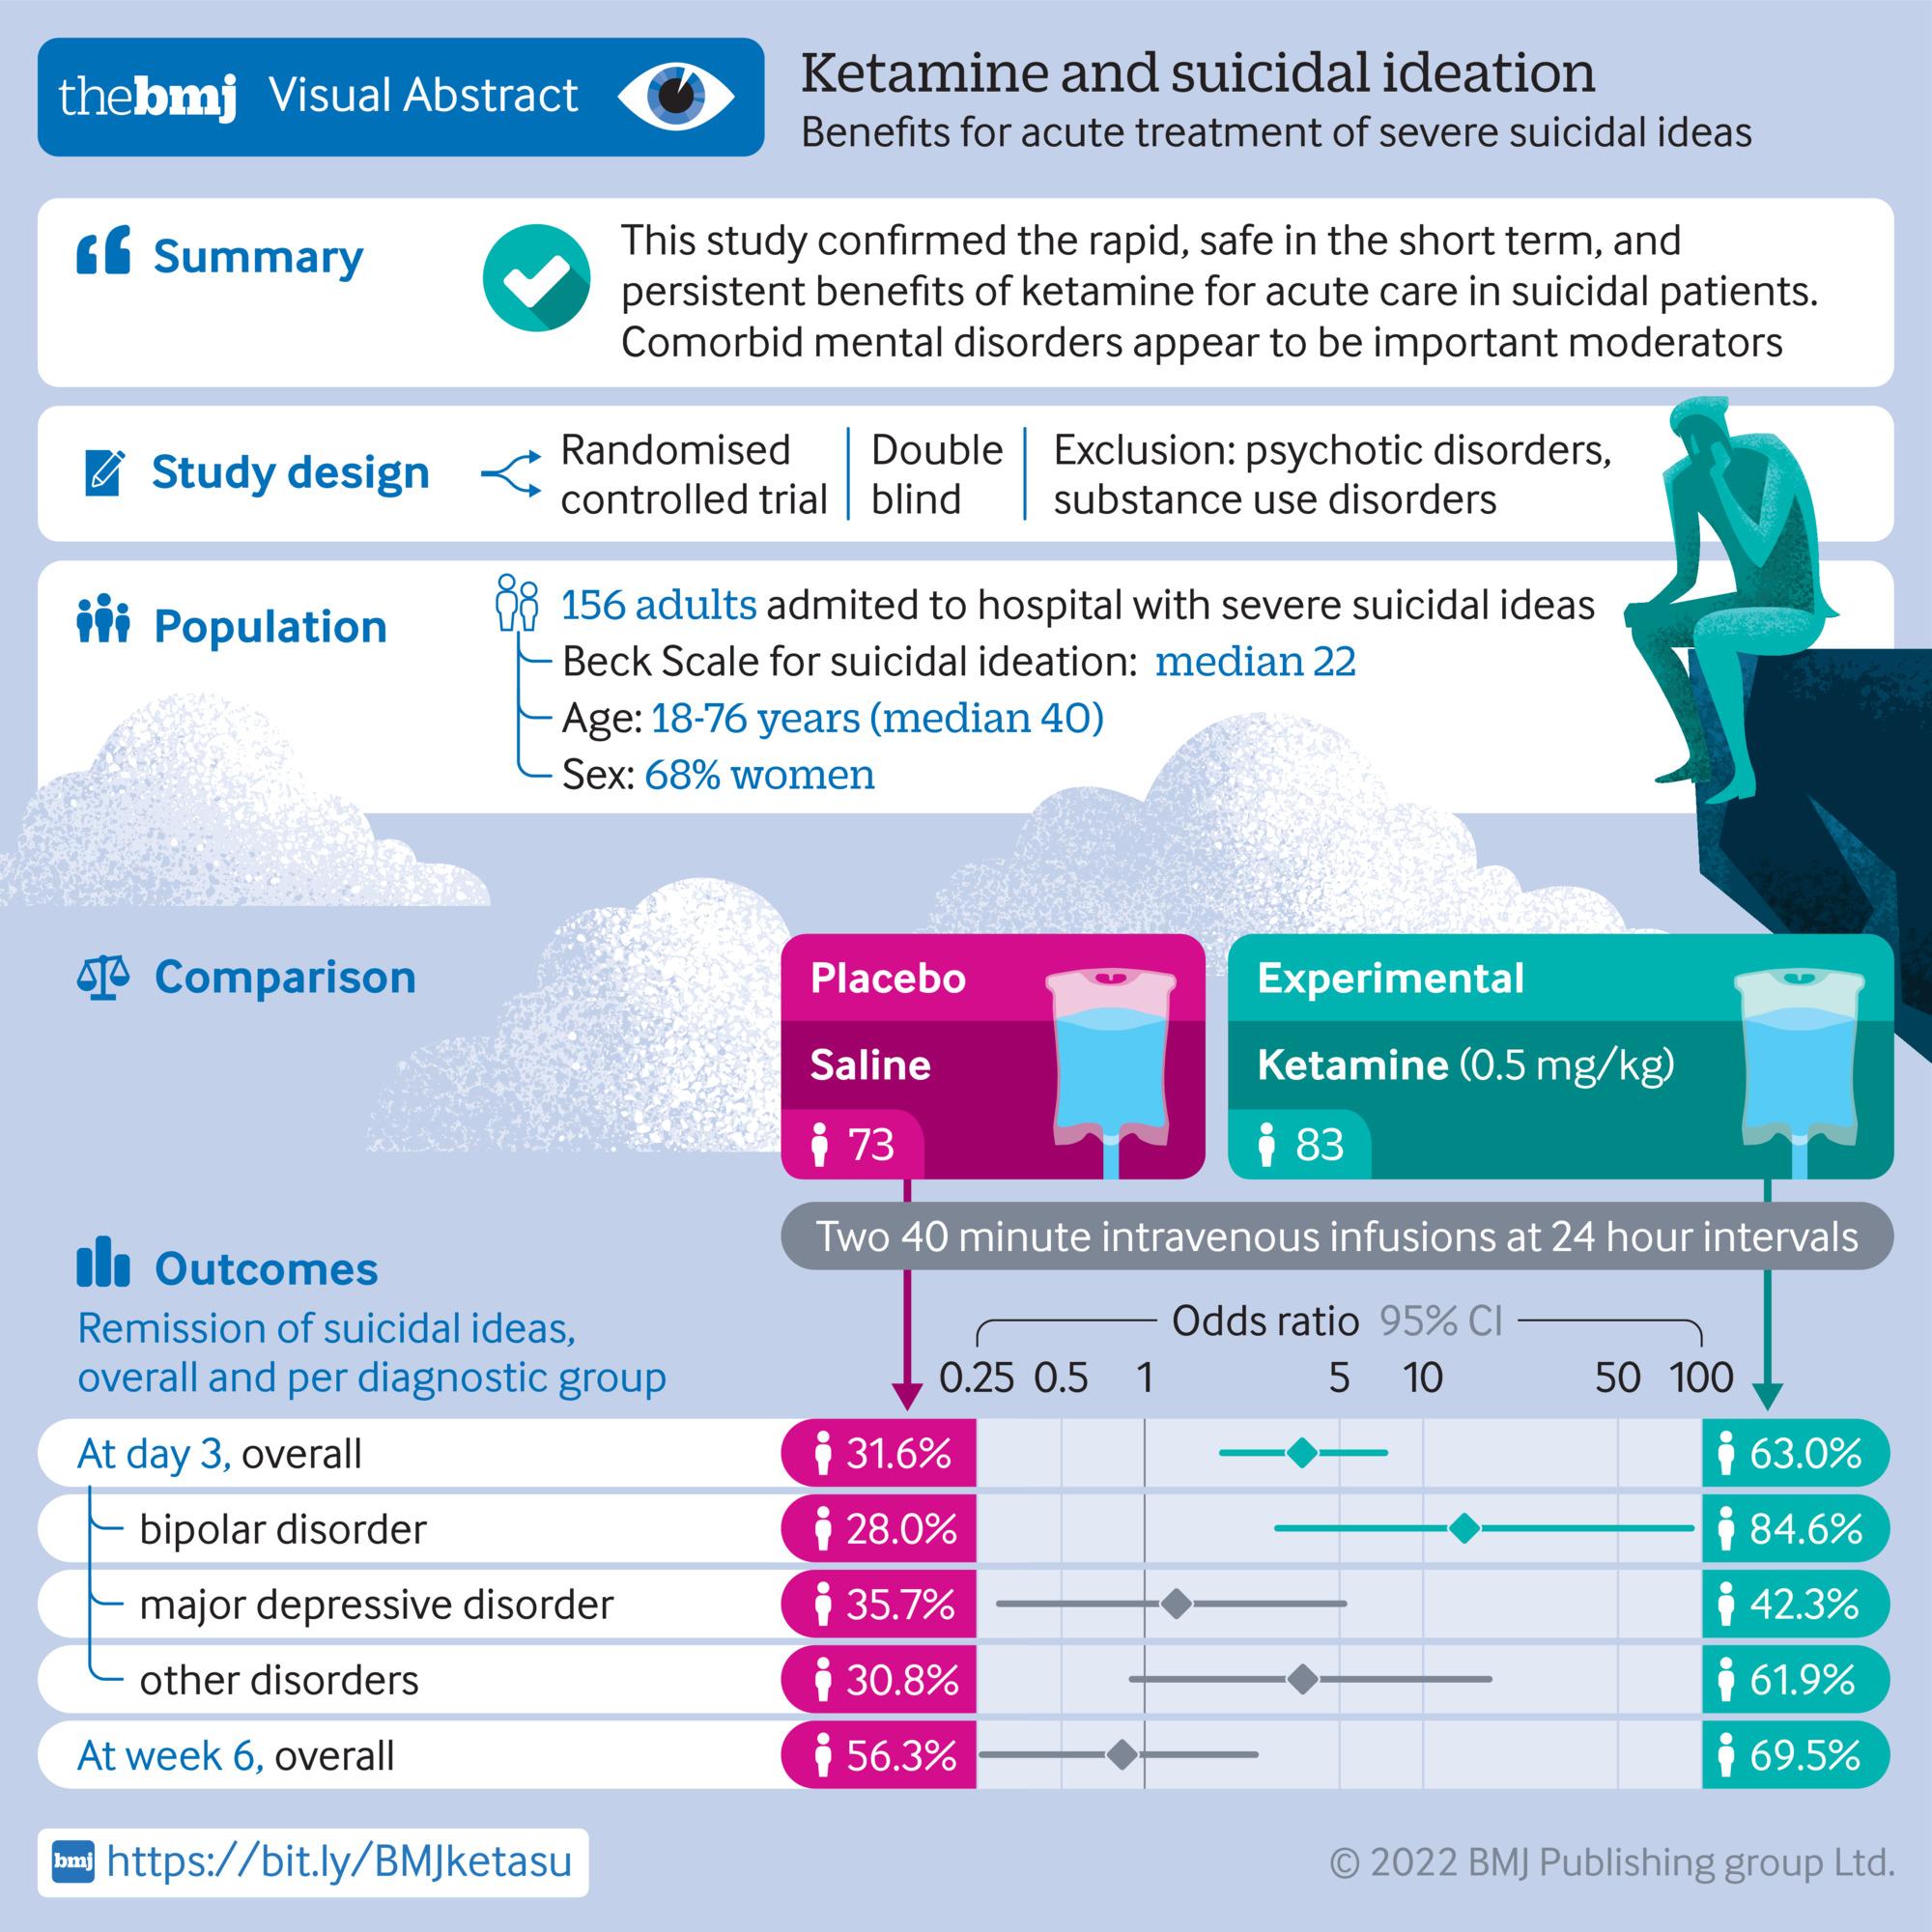 thebmj Visual Abstract
Ketamine and suicidal ideation
Benefits for acute treatment of severe suicidal ideas
Summary
This study confirmed the rapid, safe in the short term, and
persistent benefits of ketamine for acute care in suicidal patients.
Comorbid mental disorders appear to be important moderators
Study design
Randomised
controlled trial
Double
blind
Exclusion: psychotic disorders,
substance use disorders
Population
156 adults admited to hospital with severe suicidal ideas
Beck Scale for suicidal ideation: median 22
Age: 18-76 years (median 40)
Sex: 68% women
Comparison
Placebo
Saline
73
Experimental
Ketamine (0.5 mg/kg)
83
Two 40 minute intravenous infusions at 24 hour intervals
Outcomes
Remission of suicidal ideas,
overall and per diagnostic group
Odds ratio 95% CI
0.25 0.5 1 5 10 50 100
At day 3, overall 31.6% 63.0%
bipolar disorder 28.0% 84.6%
major depressive disorder 35.7% 42.3%
other disorders 30.8% 61.9%
At week 6, overall 56.3% 69.5%
bmj https://bit.ly/BMJketasu
© 2022 BMJ Publishing group Ltd.